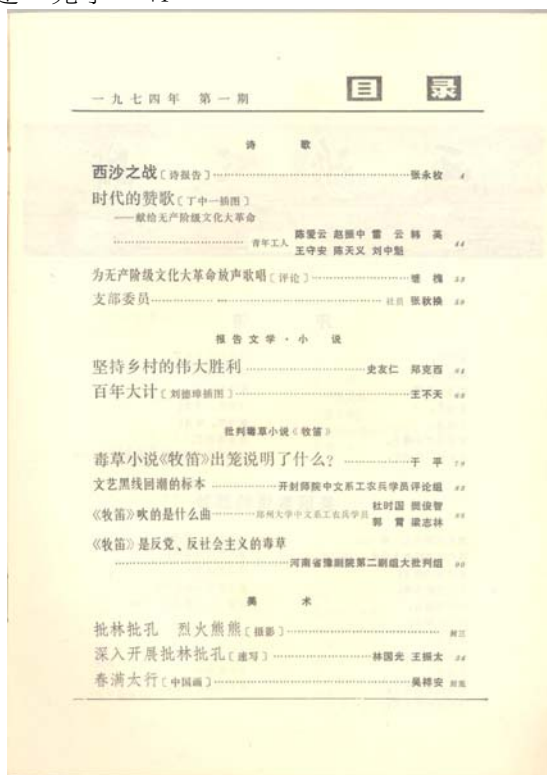 一九七四年 第一期
目录
诗 歌
西沙之战〔诗报告〕……张永枚 4
时代的赞歌〔丁中一插图〕
——献给无产阶级文化大革命
……青年工人 陈爱云 赵振中 雷 云 韩 英
王守安 陈天义 刘中魁 44
为无产阶级文化大革命放声歌唱〔评论〕……槐
支部委员……社员 张秋换
报告文学·小 说
坚持乡村的伟大胜利……史友仁 郑克西
百年大计〔刘德璋插图〕……王不天
批判毒草小说《牧笛》
毒草小说《牧笛》出笼说明了什么?……于 平
文艺黑线回潮的标本……开封师院中文系工农兵学员评论组
《牧笛》吹的是什么曲……郑州大学中文系工农兵学员 杜时国 俊智
郭 梁志林
《牧笛》是反党、反社会主义的毒草
……河南省豫剧院第二剧组大批判组
美 术
批林批孔 烈火熊熊〔摄影〕……封三
深入开展批林批孔〔速写〕……林国光 王振太
春满太行〔中国画〕……吴祥安 封底